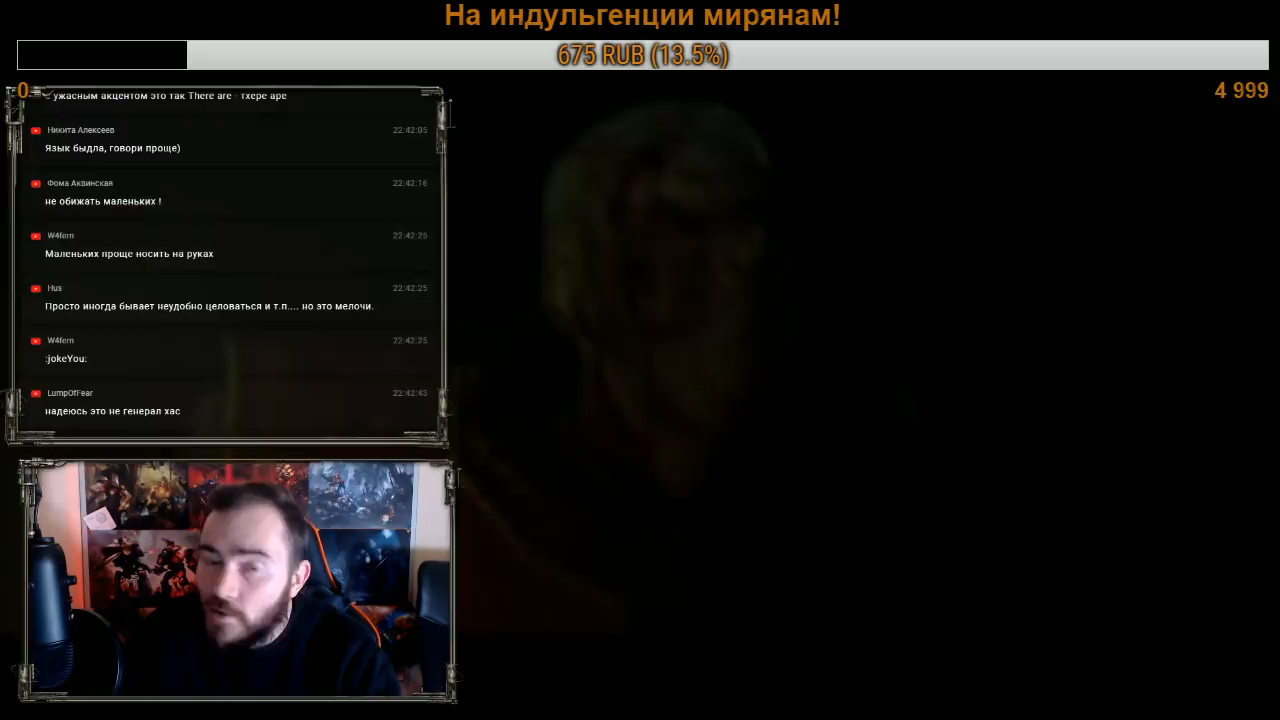 На индульгенции мирянам!
675 RUB (13.5%)
0
4 999
с ужасным акцентом это так There are - тхере аре
Никита Алексеев 22:42:05
Язык быдла, говори проще)
Фома Аквинская 22:42:16
не обижать маленьких !
W4fern 22:42:25
Маленьких проще носить на руках
Hus 22:42:25
Просто иногда бывает неудобно целоваться и т.п.... но это мелочи.
W4fern 22:42:25
:jokeYou:
LumpOfFear 22:42:43
надеюсь это не генерал хас